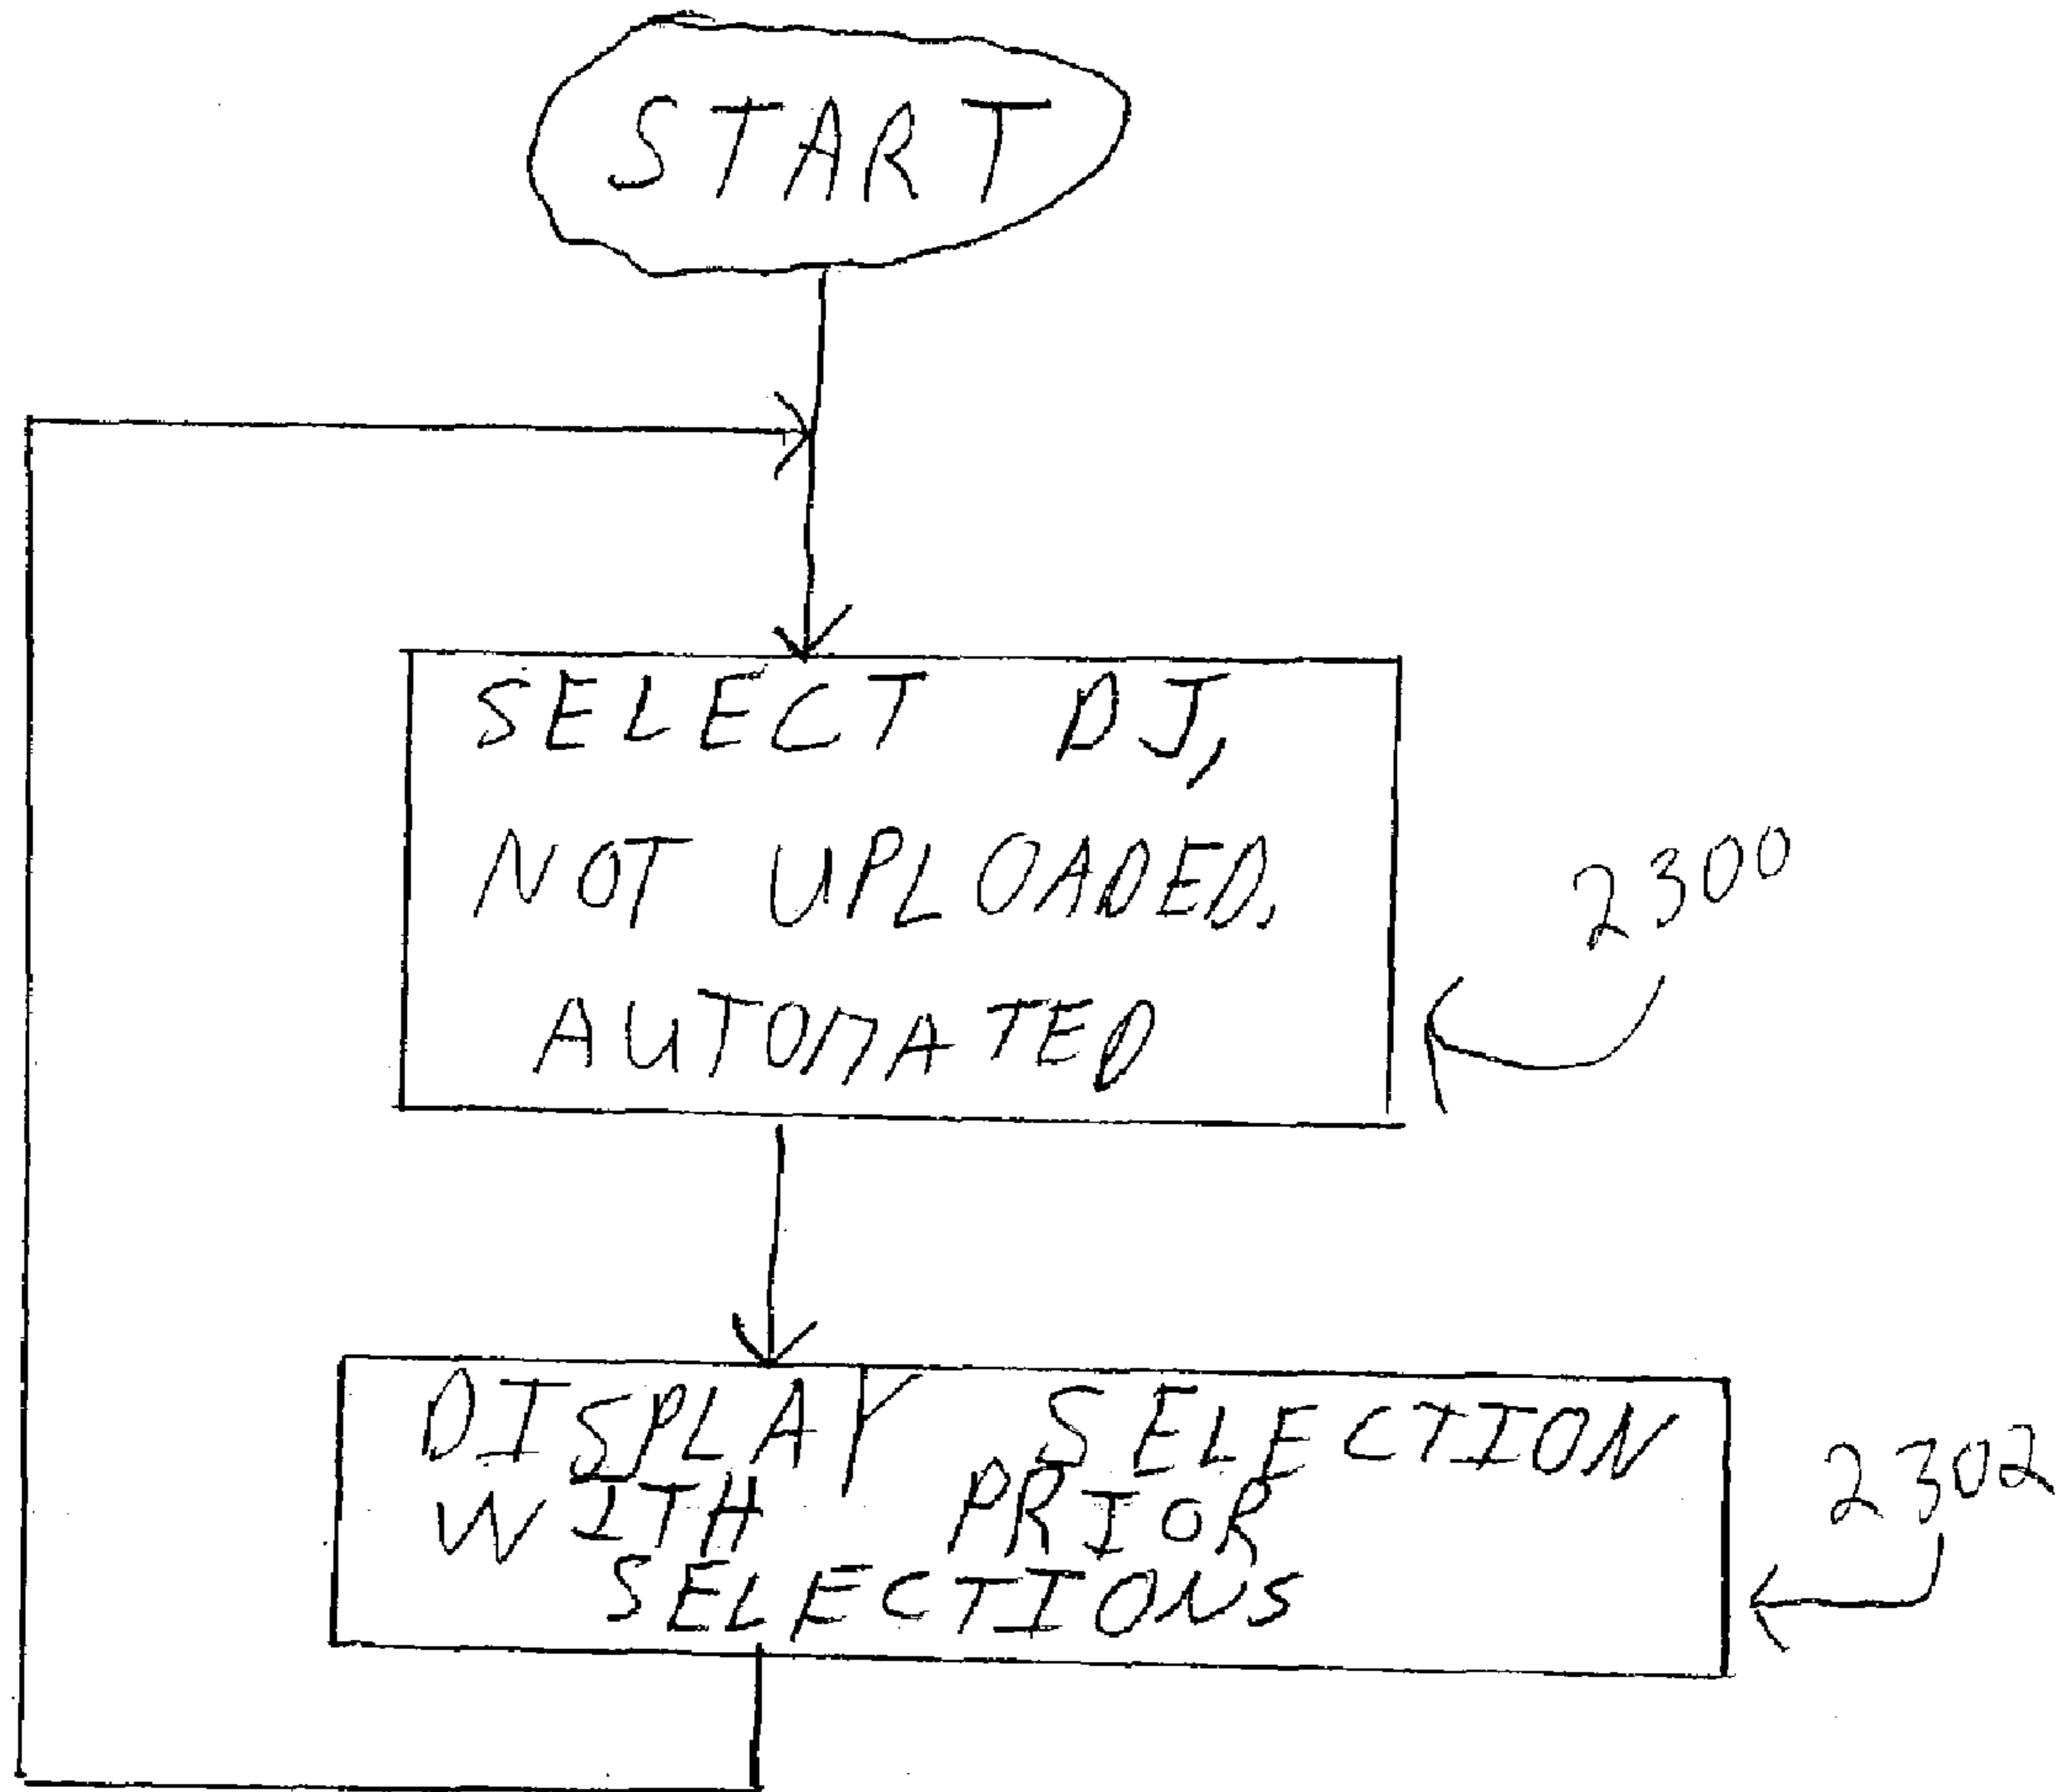 START
SELECT DJ,
NOT UPLOADED.
AUTOMATED
2300
DISPLAY SELECTION
WITH PRIOR
SELECTIONS
2302